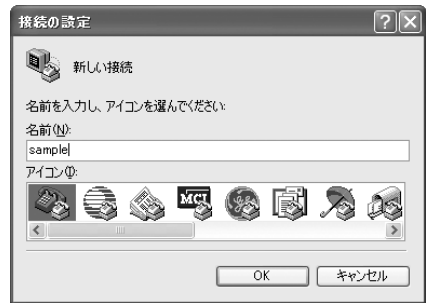 接続の設定
新しい接続
名前を入力し、アイコンを選んでください:
名前(N):
sample
アイコン(I):
MCI
OK
キャンセル